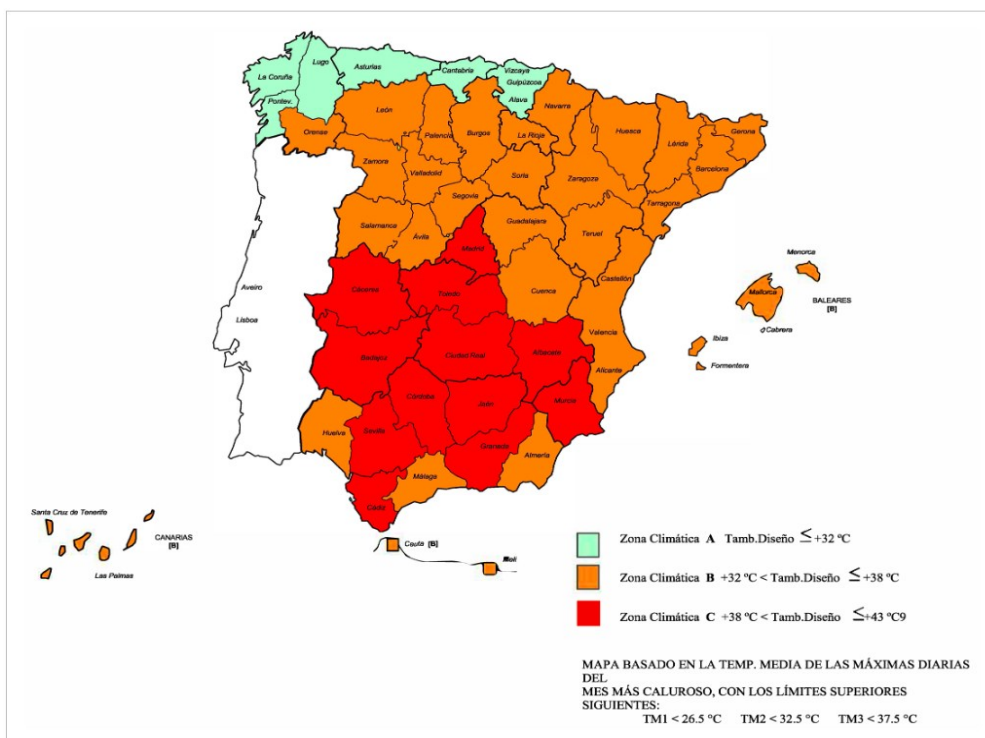 Lugo
La Coruña
Asturias
Cantabria
Vizcaya
Guipúzcoa
Alava
Pontev.
Orense
León
Palencia
Burgos
La Rioja
Navarra
Huesca
Lérida
Gerona
Barcelona
Zamora
Valladolid
Soria
Zaragoza
Tarragona
Segovia
Salamanca
Ávila
Guadalajara
Teruel
Madrid
Castellón
Menorca
Cáceres
Toledo
Cuenca
Mallorca
BALEARES
[B]
Aveiro
Lisboa
Cabrera
Valencia
Ibiza
Badajoz
Ciudad Real
Albacete
Formentera
Alicante
Córdoba
Jaén
Murcia
Huelva
Sevilla
Granada
Almería
Málaga
Cádiz
Santa Cruz de Tenerife
CANARIAS
[B]
Las Palmas
Ceuta [B]
Zona Climática A Tamb.Diseño ≤ +32 ºC
Zona Climática B +32 ºC < Tamb.Diseño ≤ +38 ºC
Zona Climática C +38 ºC < Tamb.Diseño ≤+43 ºC9
MAPA BASADO EN LA TEMP. MEDIA DE LAS MÁXIMAS DIARIAS
DEL
MES MÁS CALUROSO, CON LOS LÍMITES SUPERIORES
SIGUIENTES:
TM1 < 26.5 ºC TM2 < 32.5 ºC TM3 < 37.5 ºC